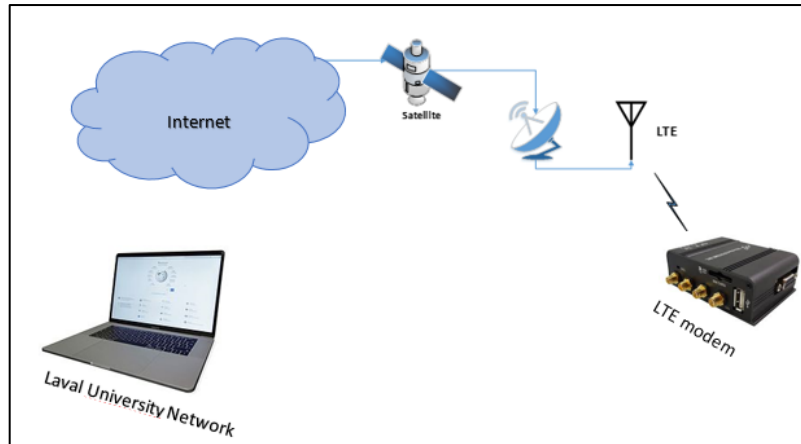 Internet
Satellite
LTE
LTE modem
Laval University Network